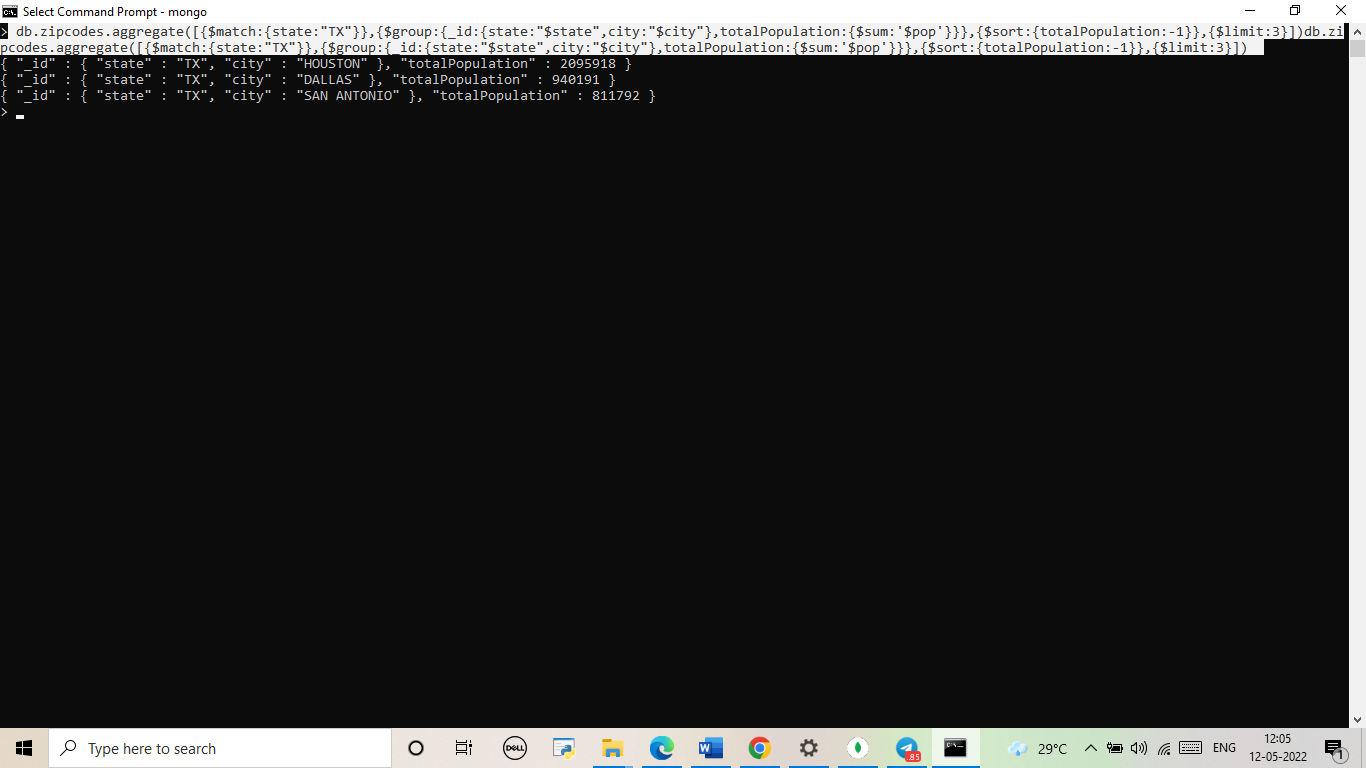 Select Command Prompt - mongo
> db.zipcodes.aggregate([{$match:{state:"TX"}},{$group:{_id:{state:"$state",city:"$city"},totalPopulation:{$sum:'$pop'}}},{$sort:{totalPopulation:-1}},{$limit:3}])db.zi
pcodes.aggregate([{$match:{state:"TX"}},{$group:{_id:{state:"$state",city:"$city"},totalPopulation:{$sum:'$pop'}}},{$sort:{totalPopulation:-1}},{$limit:3}])
{ "_id" : { "state" : "TX", "city" : "HOUSTON" }, "totalPopulation" : 2095918 }
{ "_id" : { "state" : "TX", "city" : "DALLAS" }, "totalPopulation" : 940191 }
{ "_id" : { "state" : "TX", "city" : "SAN ANTONIO" }, "totalPopulation" : 811792 }
>
Type here to search
DELL
W
.85
29°C
ENG
12:05
12-05-2022
1